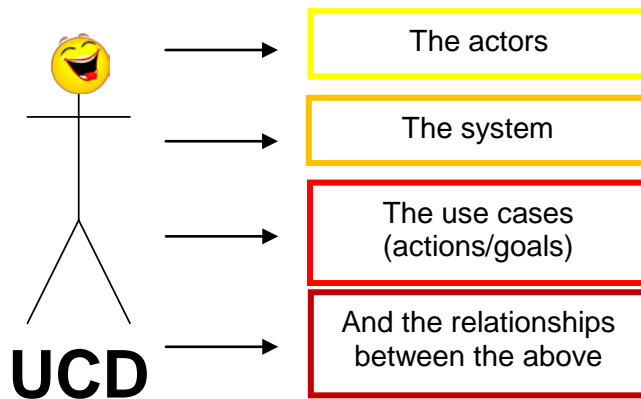 The actors
The system
The use cases
(actions/goals)
And the relationships
between the above
UCD